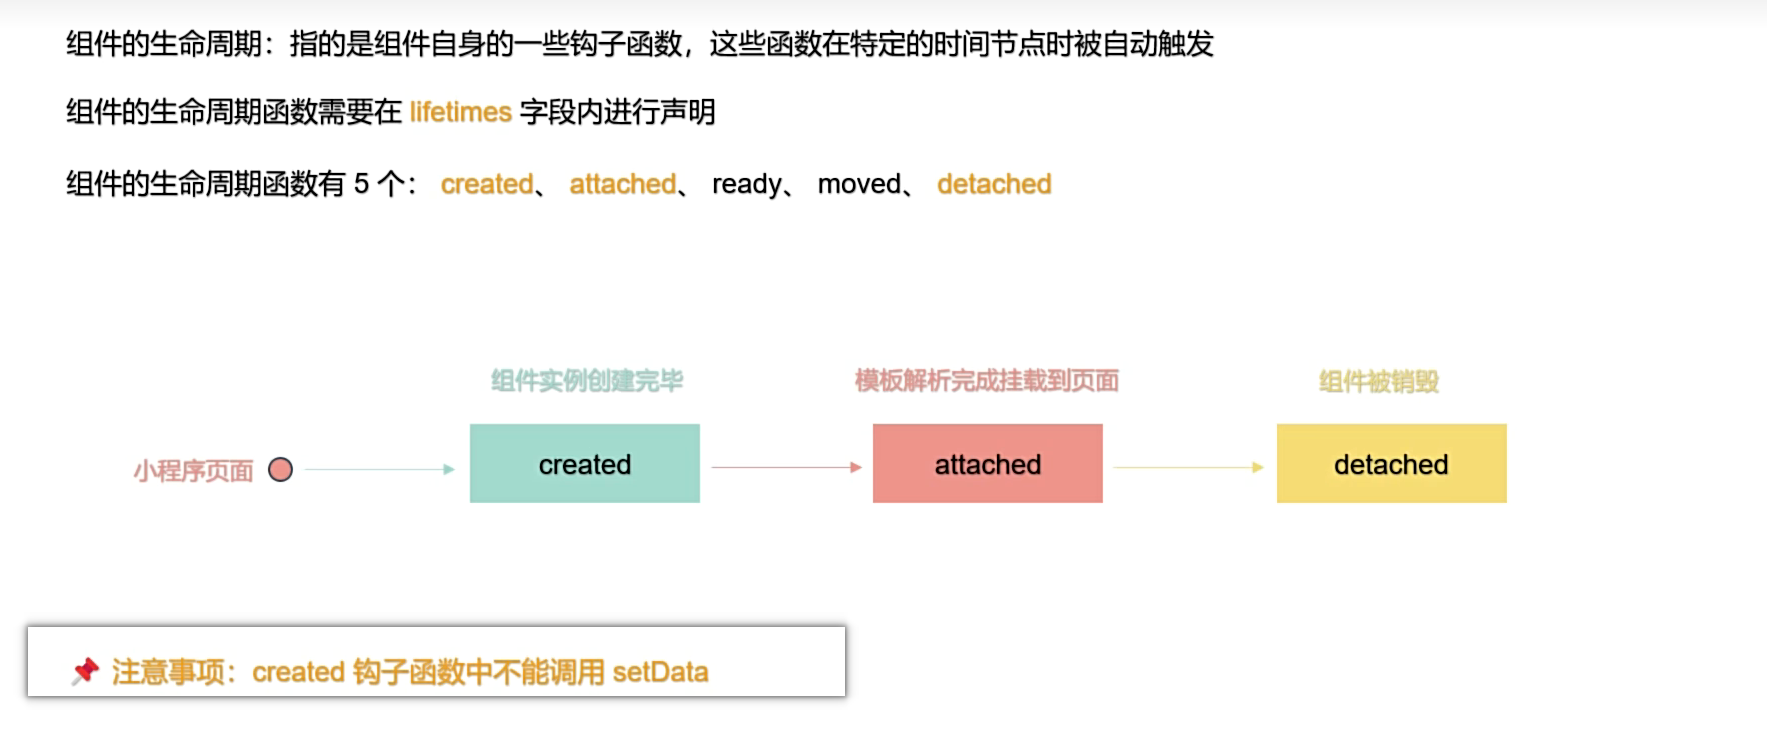 组件的生命周期：指的是组件自身的一些钩子函数，这些函数在特定的时间节点时被自动触发
组件的生命周期函数需要在 lifetimes 字段内进行声明
组件的生命周期函数有 5 个： created、 attached、 ready、 moved、 detached
组件实例创建完毕
模板解析完成挂载到页面
组件被销毁
小程序页面
created
attached
detached
注意事项：created 钩子函数中不能调用 setData